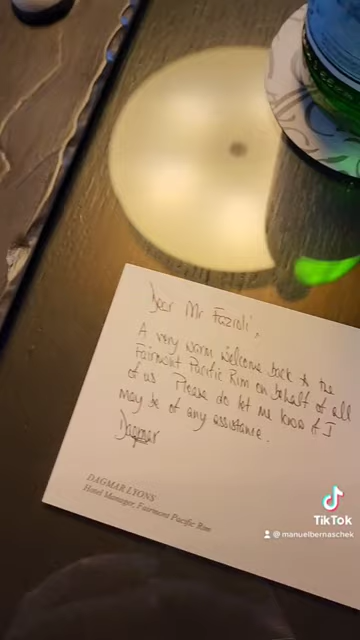 Dear Mr Fazioli,
A very warm welcome back to the
Fairmont Pacific Rim on behalf of all
of us Please do let me know if I
may be of any assistance.
Dagmar
DAGMAR LYONS
Hotel Manager, Fairmont Pacific Rim
TikTok
@manuelbernaschek